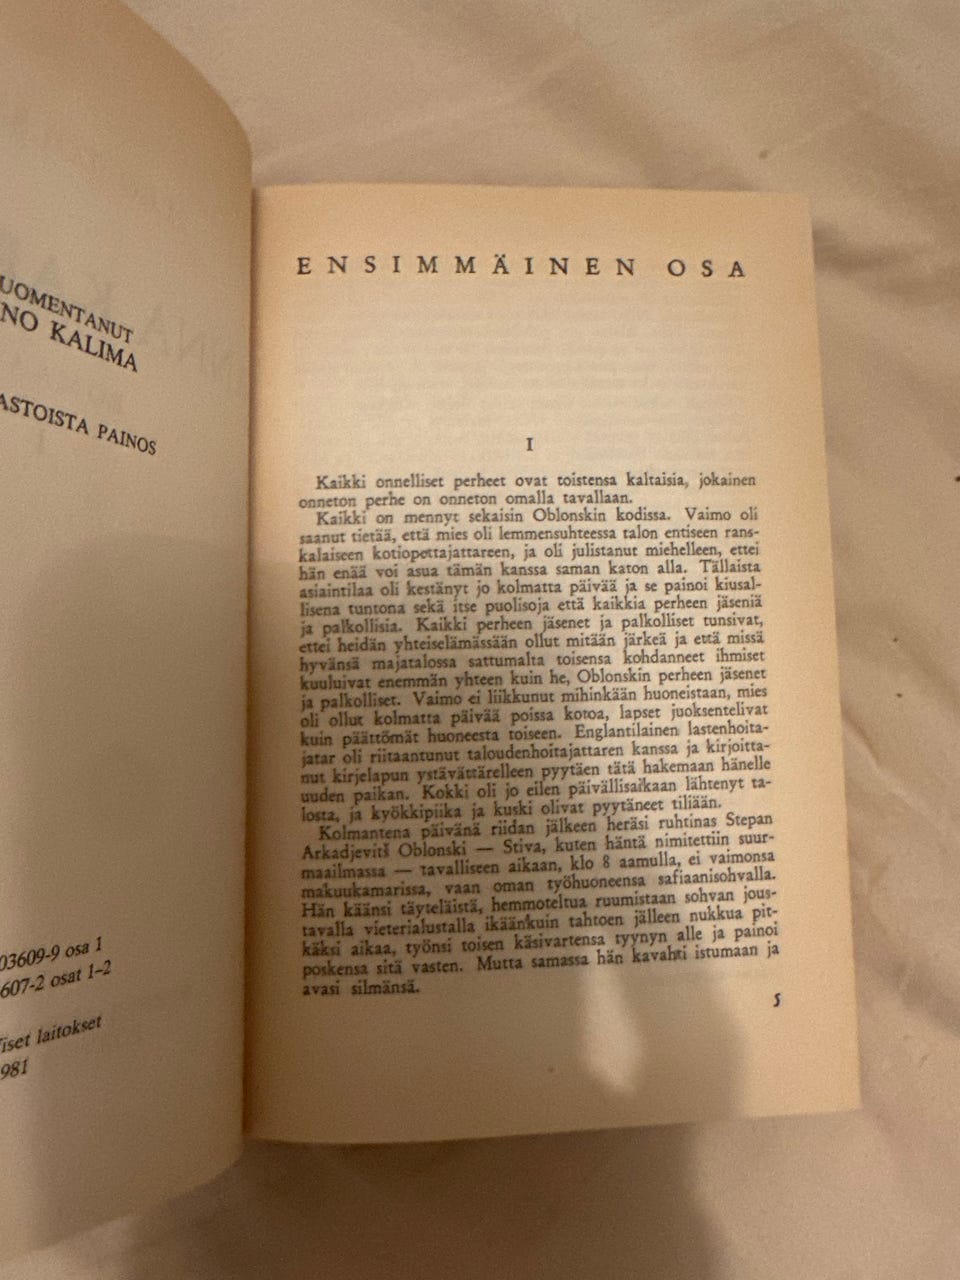 UOMENTANUT
NO KALIMA
ASTOISTA PAINOS
03609-9 osa 1
607-2 osat 1–2
iset laitokset
981
ENSIMMÄINEN OSA
I
Kaikki onnelliset perheet ovat toistensa kaltaisia, jokainen
onneton perhe on onneton omalla tavallaan.
Kaikki on mennyt sekaisin Oblonskin kodissa. Vaimo oli
saanut tietää, että mies oli lemmensuhteessa talon entiseen rans-
kalaiseen kotiopettajattareen, ja oli julistanut miehelleen, ettei
hän enää voi asua tämän kanssa saman katon alla. Tällaista
asiaintilaa oli kestänyt jo kolmatta päivää ja se painoi kiusal-
lisena tuntona sekä itse puolisoja että kaikkia perheen jäseniä
ja palkollisia. Kaikki perheen jäsenet ja palkolliset tunsivat,
ettei heidän yhteiselämässään ollut mitään järkeä ja että missä
hyvänsä majatalossa sattumalta toisensa kohdanneet ihmiset
kuuluivat enemmän yhteen kuin he, Oblonskin perheen jäsenet
ja palkolliset. Vaimo ei liikkunut mihinkään huoneistaan, mies
oli ollut kolmatta päivää poissa kotoa, lapset juoksentelivat
kuin päättömät huoneesta toiseen. Englantilainen lastenhoita-
jatar oli riitaantunut taloudenhoitajattaren kanssa ja kirjoitta-
nut kirjelapun ystävättärelleen pyytäen tätä hakemaan hänelle
uuden paikan. Kokki oli jo eilen päivällisaikaan lähtenyt ta-
losta, ja kyökkipiika ja kuski olivat pyytäneet tiliään.
Kolmantena päivänä riidan jälkeen heräsi ruhtinas Stepan
Arkadjevitš Oblonski — Stiva, kuten häntä nimitettiin suur-
maailmassa — tavalliseen aikaan, klo 8 aamulla, ei vaimonsa
makuukamarissa, vaan oman työhuoneensa safiaanisohvalla.
Hän käänsi täyteläistä, hemmoteltua ruumistaan sohvan jous-
tavalla vieterialustalla ikäänkuin tahtoen jälleen nukkua pit-
käksi aikaa, työnsi toisen käsivartensa tyynyn alle ja painoi
poskensa sitä vasten. Mutta samassa hän kavahti istumaan ja
avasi silmänsä.
5